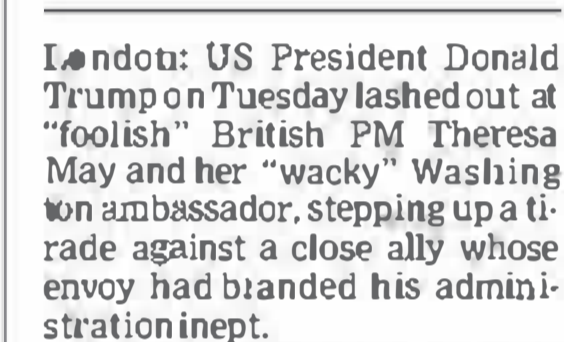 London: US President Donald
Trump on Tuesday lashed out at
“foolish” British PM Theresa
May and her “wacky” Washing
ton ambassador, stepping up a ti-
rade against a close ally whose
envoy had branded his admini-
stration inept.